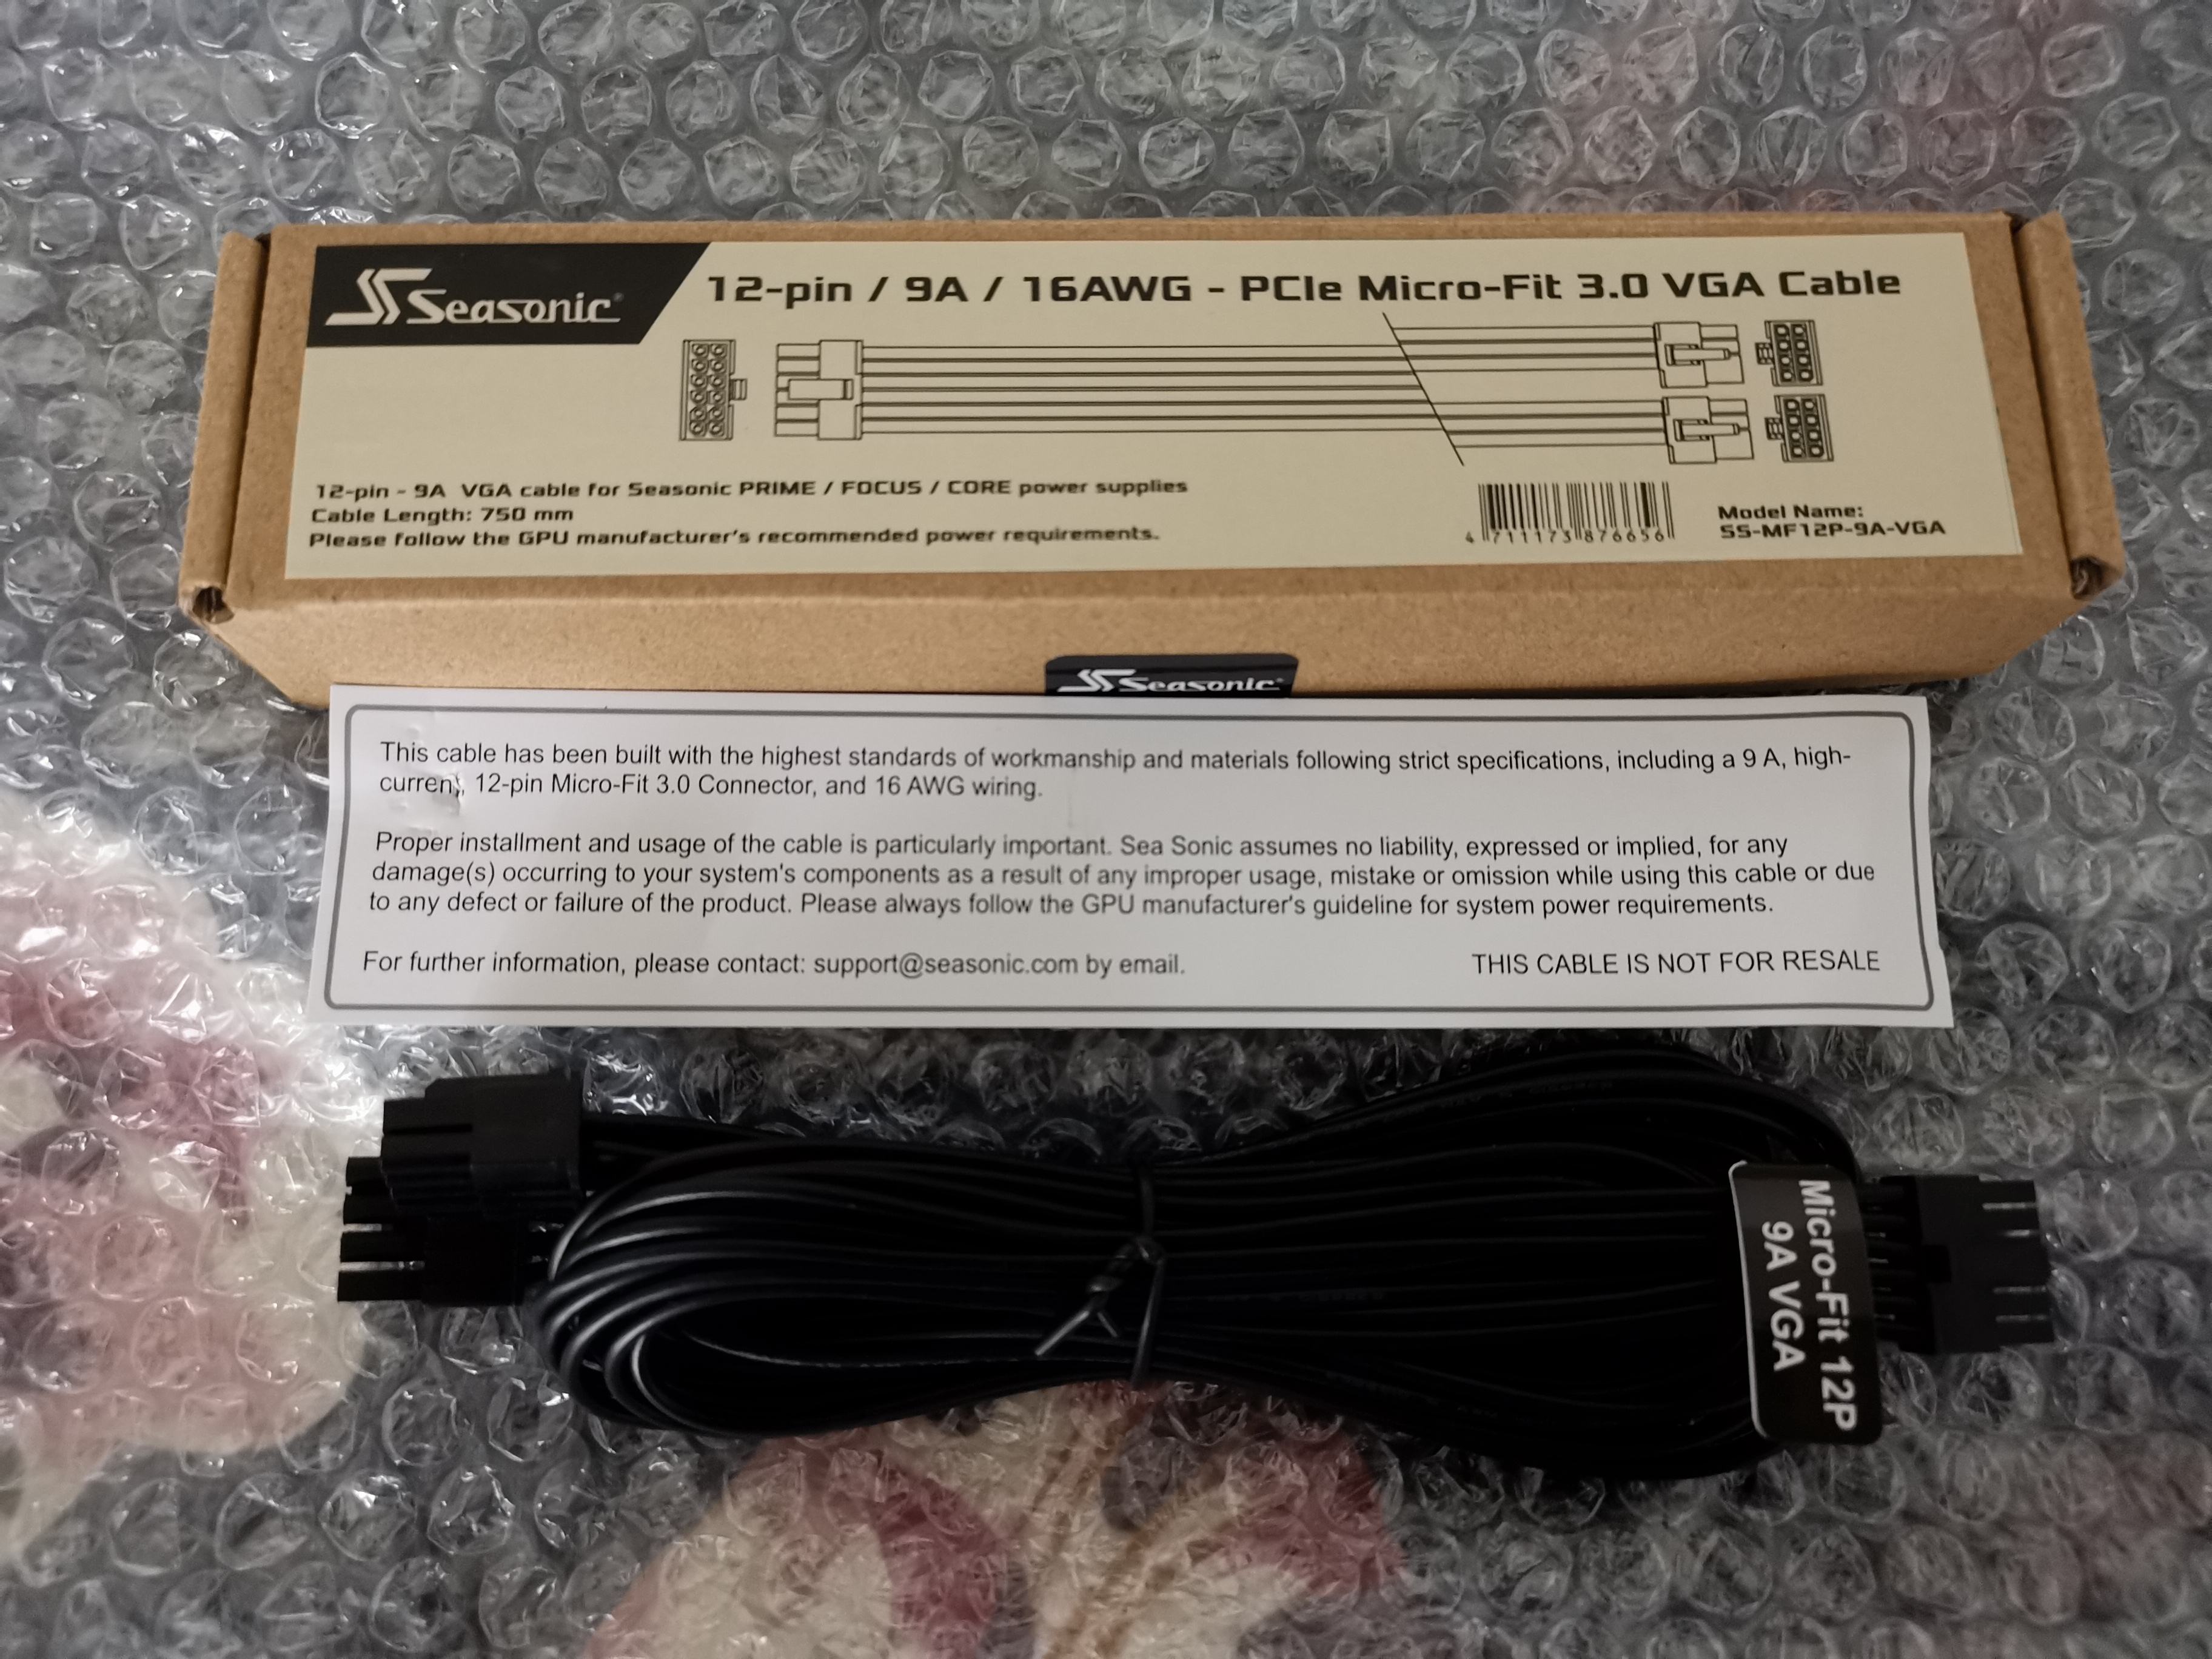 Seasonic®
12-pin / 9A / 16AWG - PCIe Micro-Fit 3.0 VGA Cable
12-pin - 9A VGA cable for Seasonic PRIME / FOCUS / CORE power supplies
Cable Length: 750 mm
Please follow the GPU manufacturer's recommended power requirements.
4 711173 876656
Model Name:
SS-MF12P-9A-VGA
Seasonic
This cable has been built with the highest standards of workmanship and materials following strict specifications, including a 9 A, high-
current, 12-pin Micro-Fit 3.0 Connector, and 16 AWG wiring.
Proper installment and usage of the cable is particularly important. Sea Sonic assumes no liability, expressed or implied, for any
damage(s) occurring to your system's components as a result of any improper usage, mistake or omission while using this cable or due
to any defect or failure of the product. Please always follow the GPU manufacturer's guideline for system power requirements.
For further information, please contact: support@seasonic.com by email.
THIS CABLE IS NOT FOR RESALE
Micro-Fit 12P
9A VGA